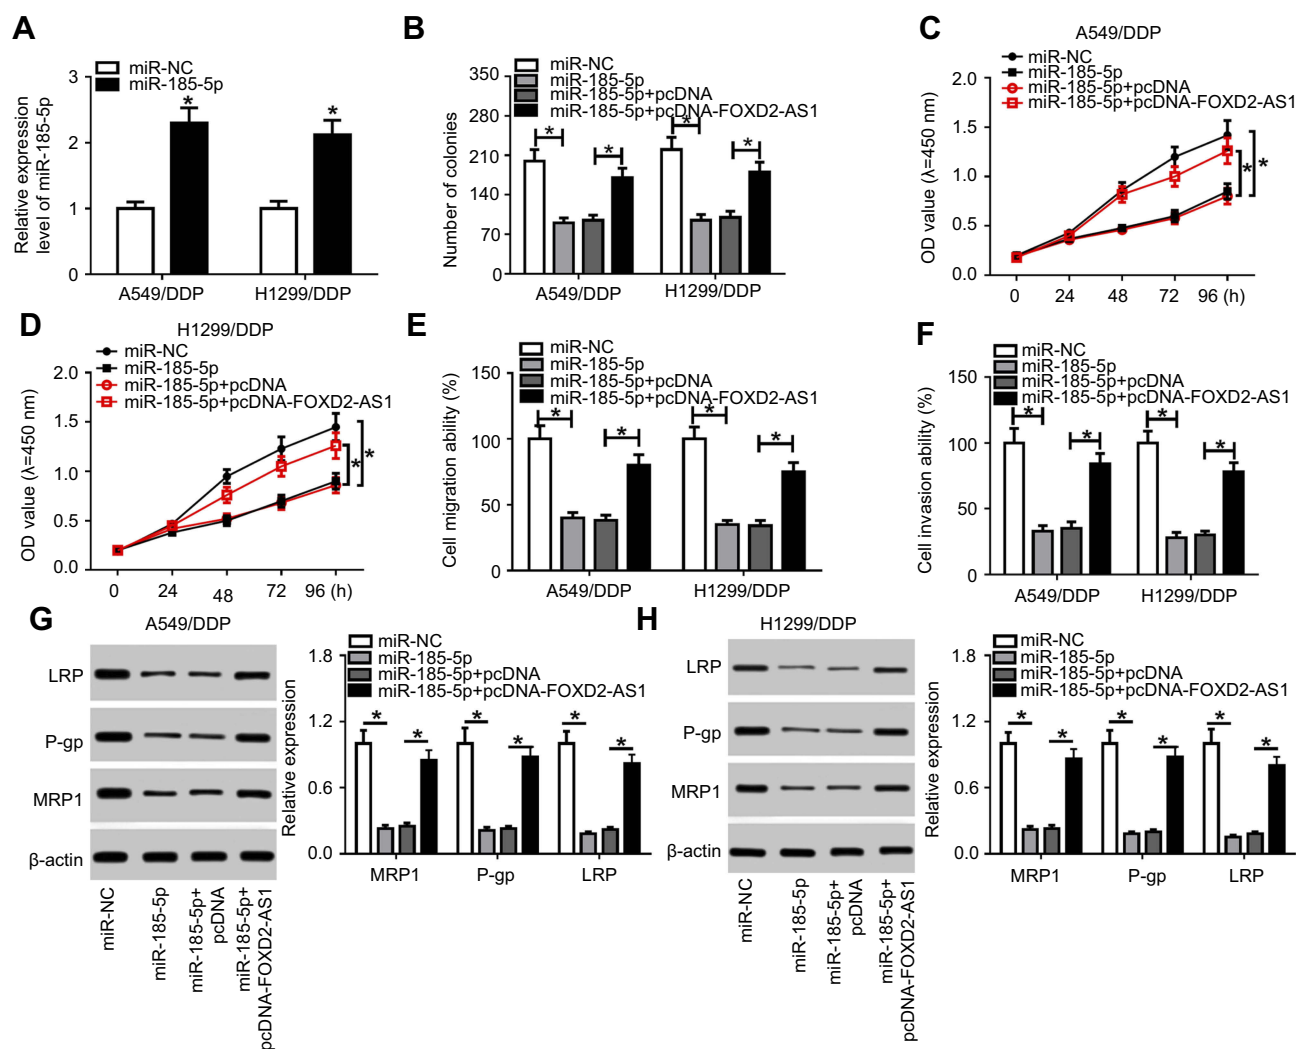 A
miR-NC
miR-185-5p
Relative expression
level of miR-185-5p
3
2
1
0
*
*
A549/DDP
H1299/DDP
B
miR-NC
miR-185-5p
miR-185-5p+pcDNA
miR-185-5p+pcDNA-FOXD2-AS1
Number of colonies
350
280
210
140
70
0
*
*
*
*
A549/DDP
H1299/DDP
C
A549/DDP
miR-NC
miR-185-5p
miR-185-5p+pcDNA
miR-185-5p+pcDNA-FOXD2-AS1
OD value (λ=450 nm)
2.0
1.5
1.0
0.5
0.0
*
*
0 24 48 72 96 (h)
D
H1299/DDP
miR-NC
miR-185-5p
miR-185-5p+pcDNA
miR-185-5p+pcDNA-FOXD2-AS1
OD value (λ=450 nm)
2.0
1.5
1.0
0.5
0.0
*
*
0 24 48 72 96 (h)
E
miR-NC
miR-185-5p
miR-185-5p+pcDNA
miR-185-5p+pcDNA-FOXD2-AS1
Cell migration ability (%)
150
100
50
0
*
*
*
*
A549/DDP
H1299/DDP
F
miR-NC
miR-185-5p
miR-185-5p+pcDNA
miR-185-5p+pcDNA-FOXD2-AS1
Cell invasion ability (%)
150
100
50
0
*
*
*
*
A549/DDP
H1299/DDP
G
A549/DDP
LRP
P-gp
MRP1
β-actin
miR-NC
miR-185-5p
miR-185-5p+
pcDNA
miR-185-5p+
pcDNA-FOXD2-AS1
miR-NC
miR-185-5p
miR-185-5p+pcDNA
miR-185-5p+pcDNA-FOXD2-AS1
Relative expression
1.8
1.2
0.6
0.0
*
*
*
*
*
*
MRP1
P-gp
LRP
H
H1299/DDP
LRP
P-gp
MRP1
β-actin
miR-NC
miR-185-5p
miR-185-5p+
pcDNA
miR-185-5p+
pcDNA-FOXD2-AS1
miR-NC
miR-185-5p
miR-185-5p+pcDNA
miR-185-5p+pcDNA-FOXD2-AS1
Relative expression
1.8
1.2
0.6
0.0
*
*
*
*
*
*
MRP1
P-gp
LRP